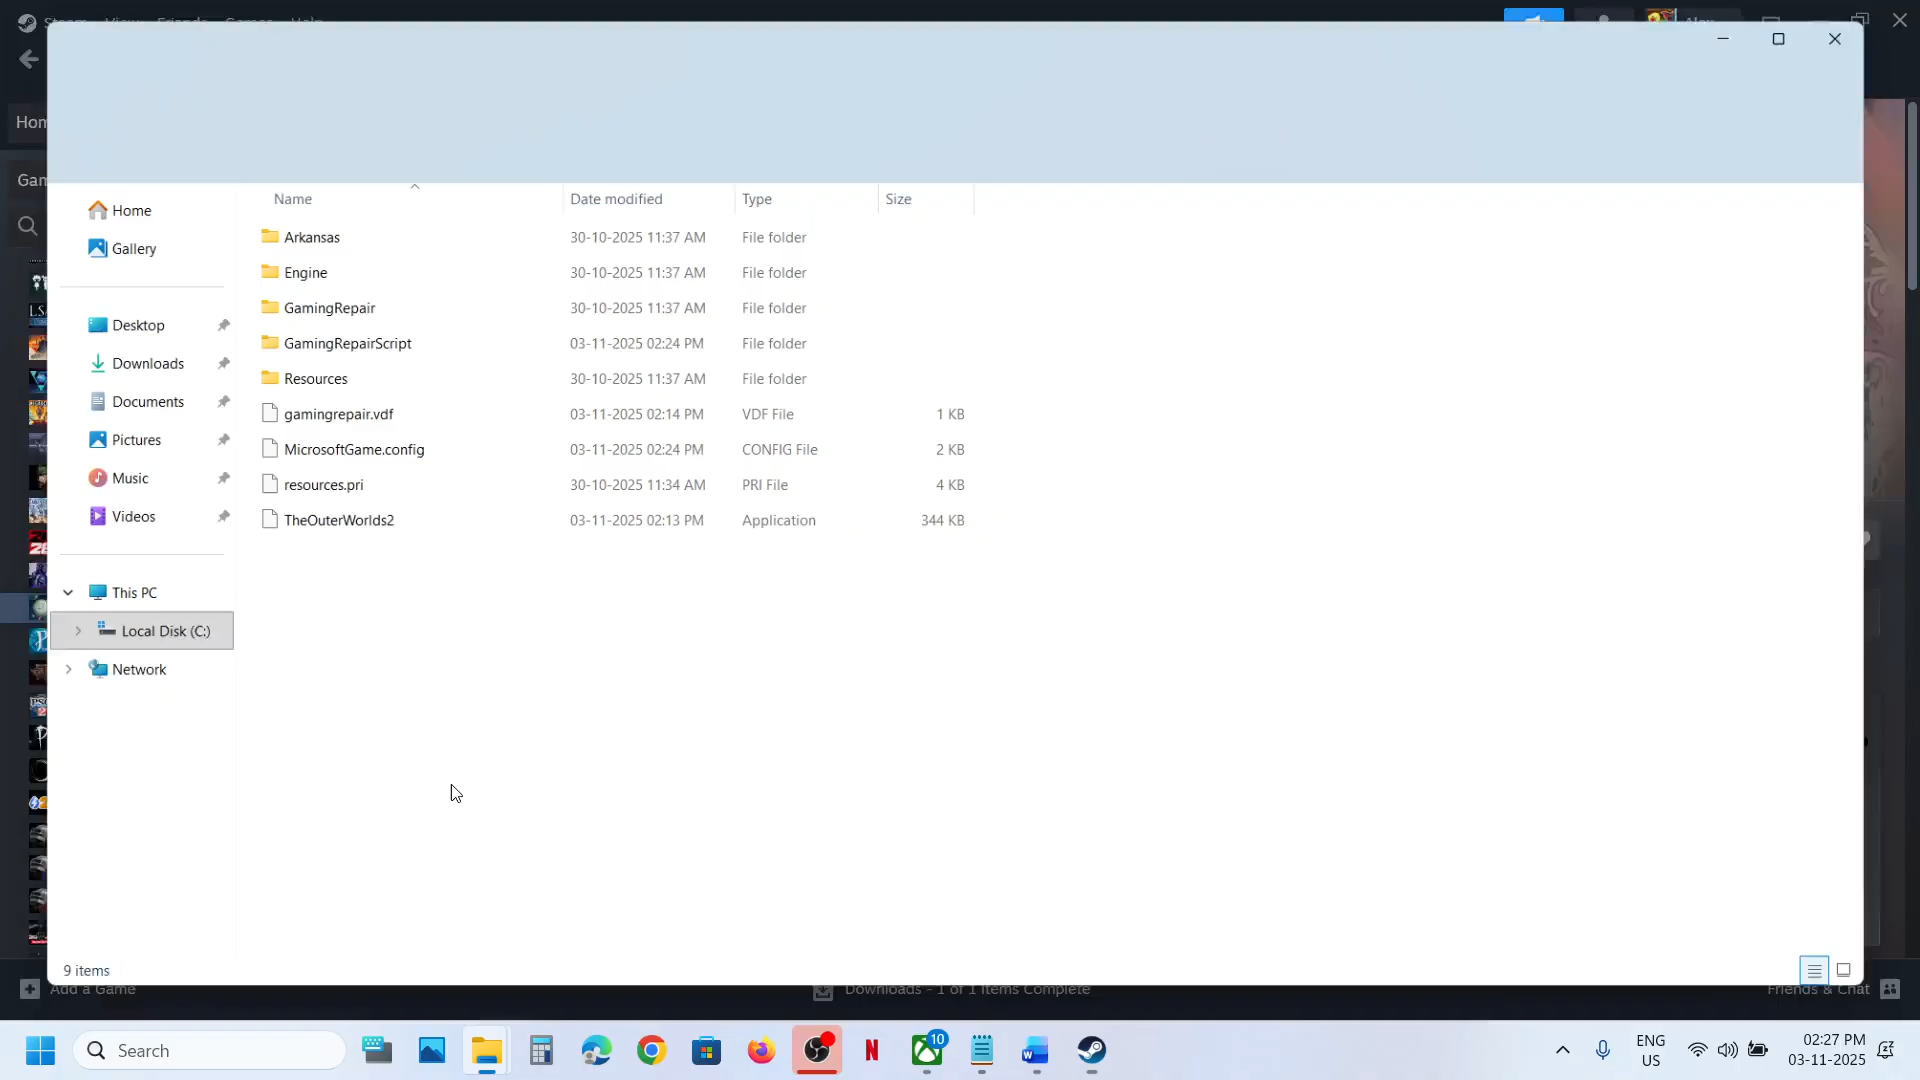 Steam View Friends Games Help
Hom
Gam
Home
Gallery
Desktop
Downloads
Documents
Pictures
Music
Videos
This PC
Local Disk (C:)
Network
Name Date modified Type Size
Arkansas 30-10-2025 11:37 AM File folder
Engine 30-10-2025 11:37 AM File folder
GamingRepair 30-10-2025 11:37 AM File folder
GamingRepairScript 03-11-2025 02:24 PM File folder
Resources 30-10-2025 11:37 AM File folder
gamingrepair.vdf 03-11-2025 02:14 PM VDF File 1 KB
MicrosoftGame.config 03-11-2025 02:24 PM CONFIG File 2 KB
resources.pri 30-10-2025 11:34 AM PRI File 4 KB
TheOuterWorlds2 03-11-2025 02:13 PM Application 344 KB
9 items
Add a Game
Downloads - 1 of 1 Items Complete
Friends & Chat
Search
10
ENG
US
02:27 PM
03-11-2025